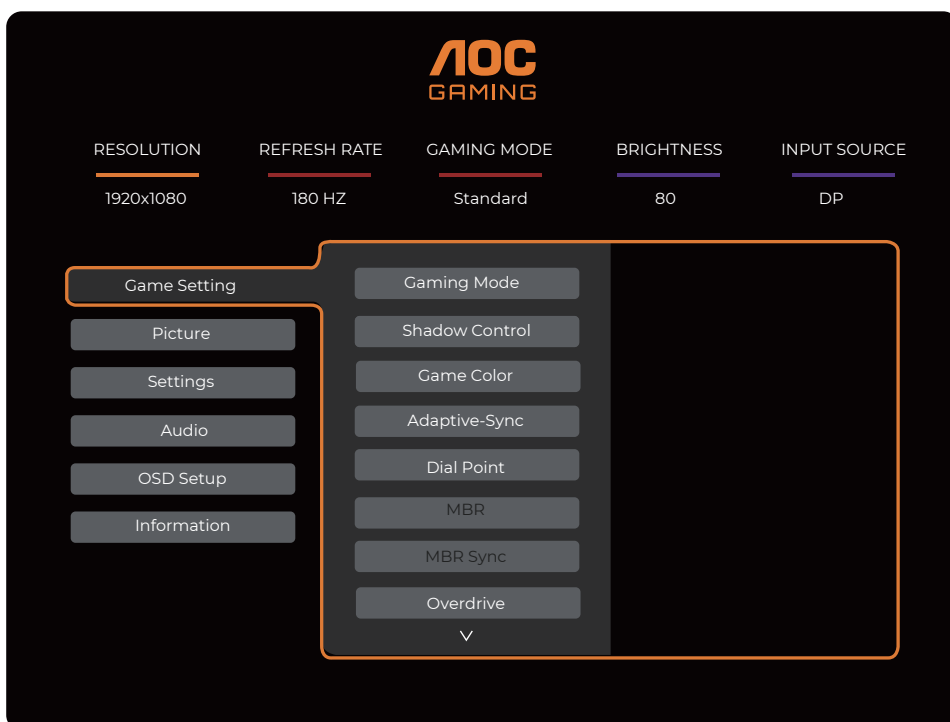 AOC
GAMING
RESOLUTION REFRESH RATE GAMING MODE BRIGHTNESS INPUT SOURCE
1920x1080 180 HZ Standard 80 DP
Game Setting
Picture
Settings
Audio
OSD Setup
Information
Gaming Mode
Shadow Control
Game Color
Adaptive-Sync
Dial Point
MBR
MBR Sync
Overdrive